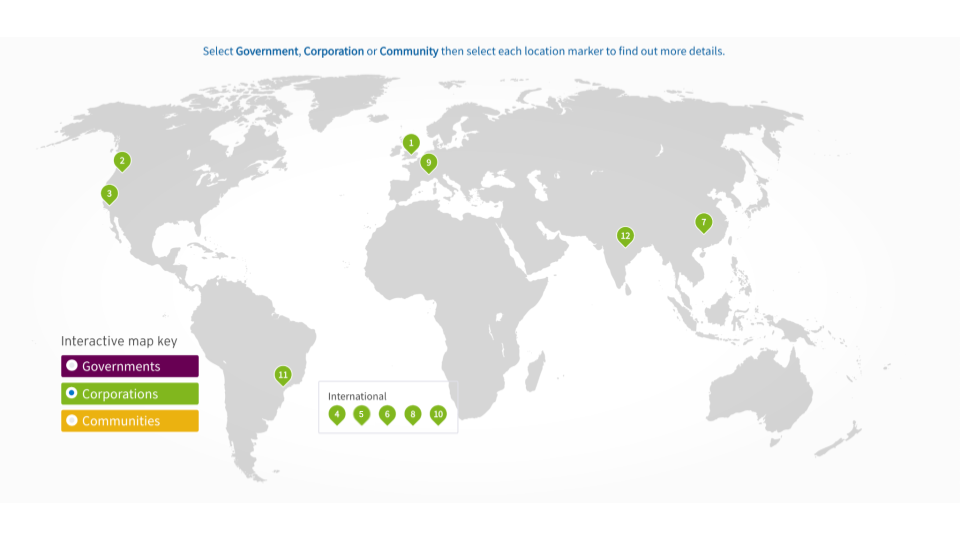 Select Government, Corporation or Community then select each location marker to find out more details.
1
2
9
3
7
12
Interactive map key
Governments
11
Corporations
International
4 5 6 8 10
Communities